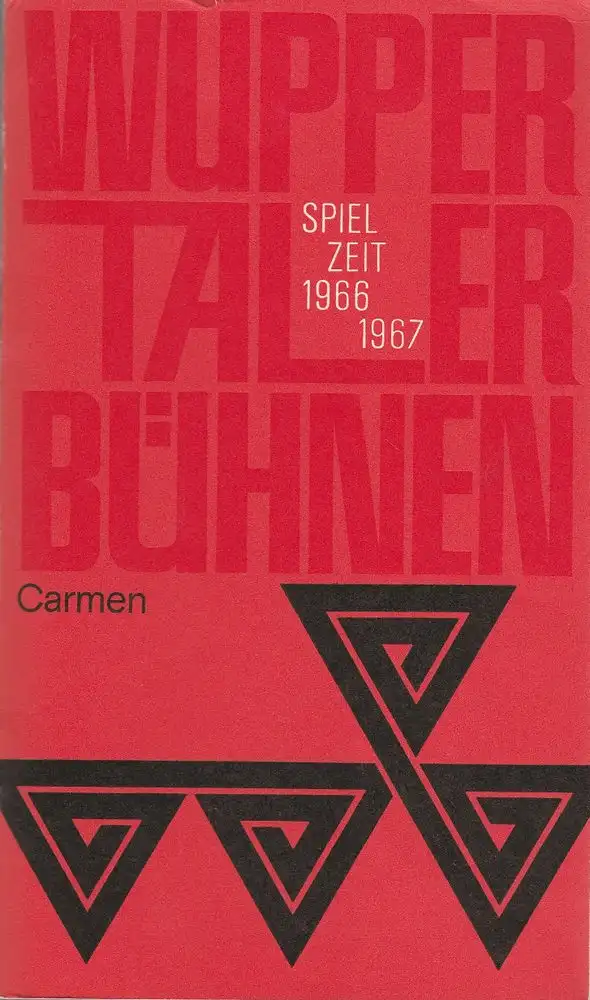 WUPPER
TALER
BÜHNEN
SPIEL
ZEIT
1966
1967
Carmen